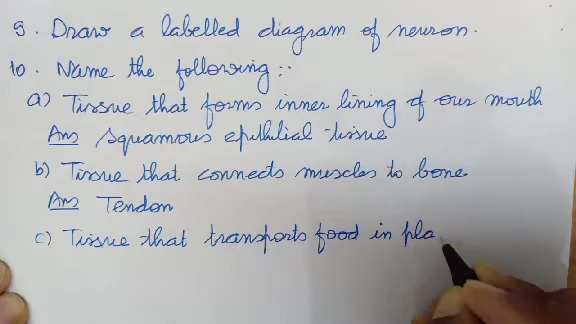 9. Draw a labelled diagram of neuron.
10. Name the following:-
a) Tissue that forms inner lining of our mouth
Ans Squamous epithilial tissue
b) Tissue that connects muscles to bone
Ans Tendon
c) Tissue that transports food in pla